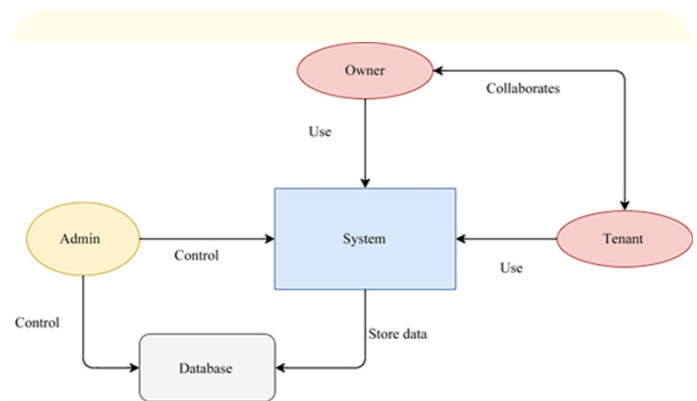 Owner
Collaborates
Use
Admin
Control
System
Tenant
Use
Control
Store data
Database